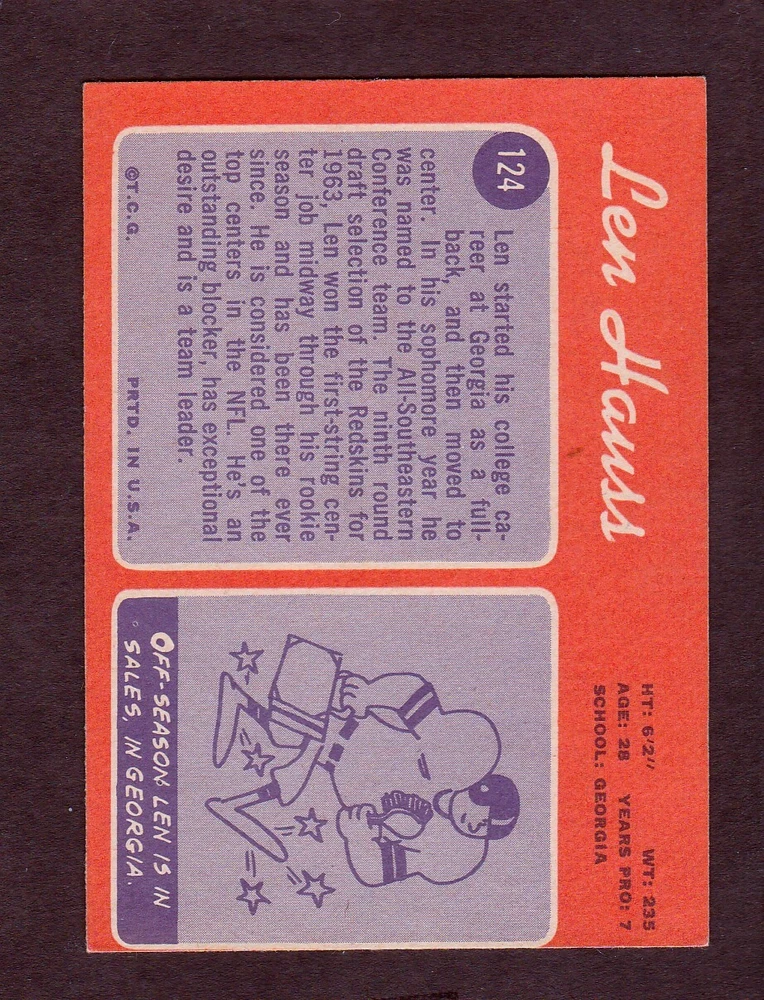 Len Hauss
HT: 6'2" WT: 235
AGE: 28 YEARS PRO: 7
SCHOOL: GEORGIA
124
Len started his college ca-
reer at Georgia as a full-
back, and then moved to
center. In his sophomore year he
was named to the All-Southeastern
Conference team. The ninth round
draft selection of the Redskins for
1963, Len won the first-string cen-
ter job midway through his rookie
season and has been there ever
since. He is considered one of the
top centers in the NFL. He's an
outstanding blocker, has exceptional
desire and is a team leader.
©T.C.G. PRTD. IN U.S.A.
OFF-SEASON, LEN IS IN
SALES, IN GEORGIA.